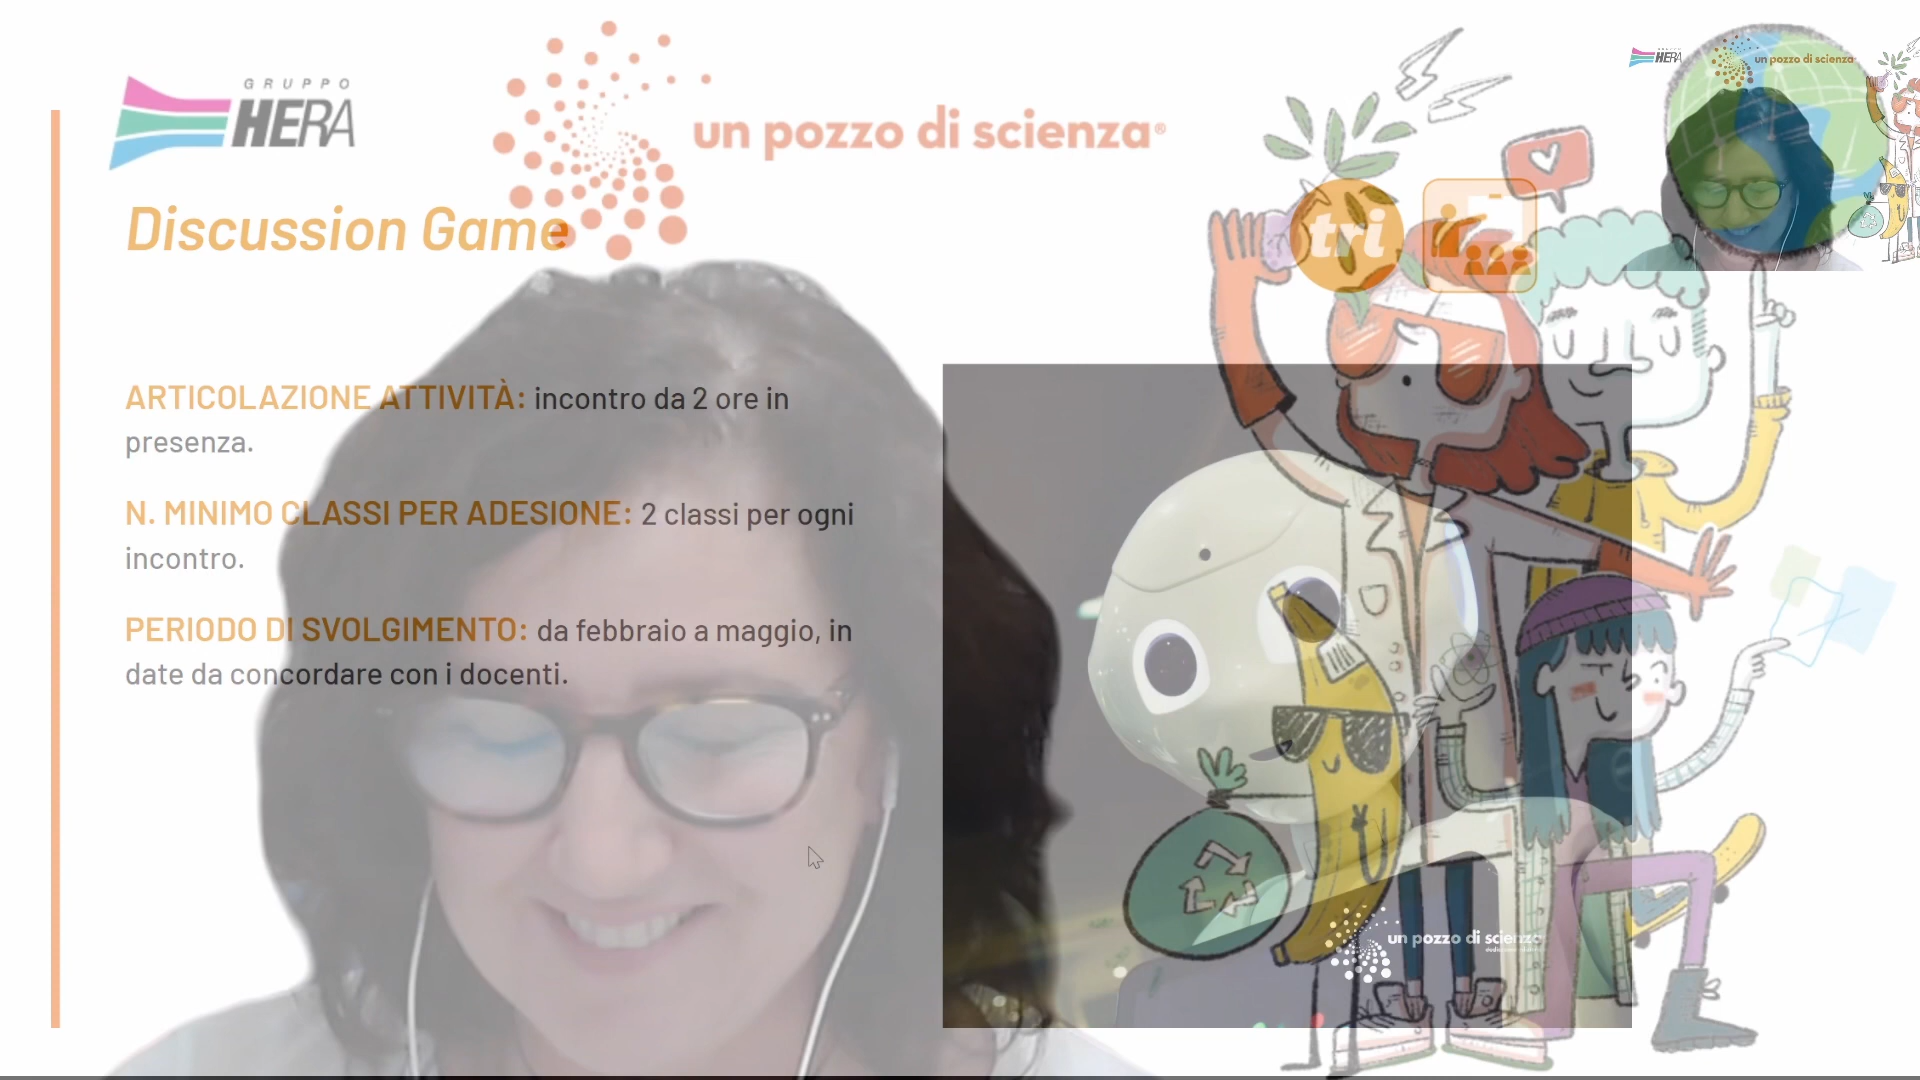 GRUPPO
HERA
un pozzo di scienza®
HERA
un pozzo di scienza
Discussion Game
tri
ARTICOLAZIONE ATTIVITÀ: incontro da 2 ore in
presenza.
N. MINIMO CLASSI PER ADESIONE: 2 classi per ogni
incontro.
PERIODO DI SVOLGIMENTO: da febbraio a maggio, in
date da concordare con i docenti.
un pozzo di scienza